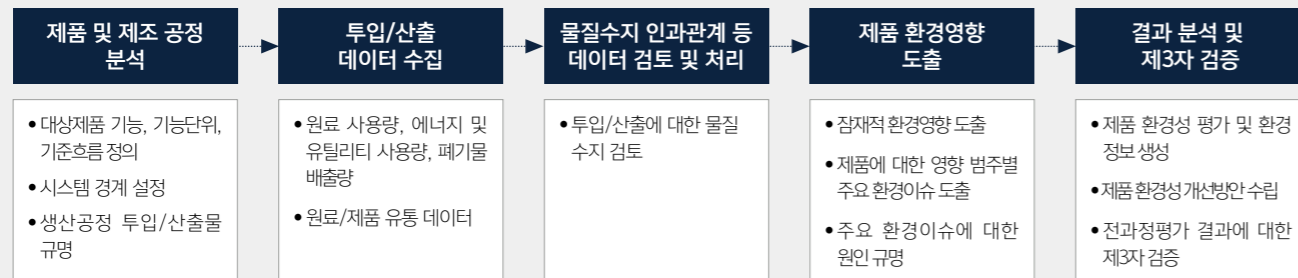 제품 및 제조 공정
분석
• 대상제품 기능, 기능단위,
기준흐름 정의
• 시스템 경계 설정
• 생산공정 투입/산출물
규명
투입/산출
데이터 수집
• 원료 사용량, 에너지 및
유틸리티 사용량, 폐기물
배출량
• 원료/제품 유통 데이터
물질수지 인과관계 등
데이터 검토 및 처리
• 투입/산출에 대한 물질
수지 검토
제품 환경영향
도출
• 잠재적 환경영향 도출
• 제품에 대한 영향 범주별
주요 환경이슈 도출
• 주요 환경이슈에 대한
원인 규명
결과 분석 및
제3자 검증
• 제품 환경성 평가 및 환경
정보 생성
• 제품 환경성 개선방안 수립
• 전과정평가 결과에 대한
제3자 검증